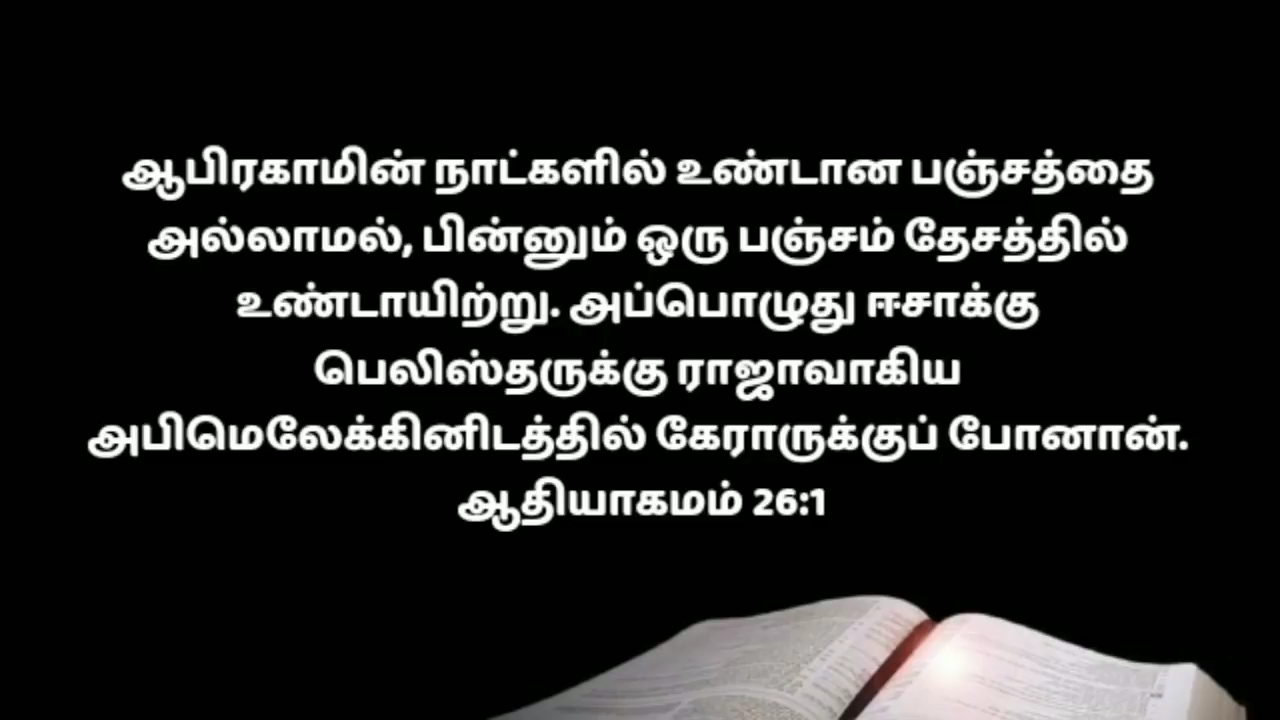 ஆபிரகாமின் நாட்களில் உண்டான பஞ்சத்தை
அல்லாமல், பின்னும் ஒரு பஞ்சம் தேசத்தில்
உண்டாயிற்று. அப்பொழுது ஈசாக்கு
பெலிஸ்தருக்கு ராஜாவாகிய
அபிமெலேக்கினிடத்தில் கேராருக்குப் போனான்.
ஆதியாகமம் 26:1